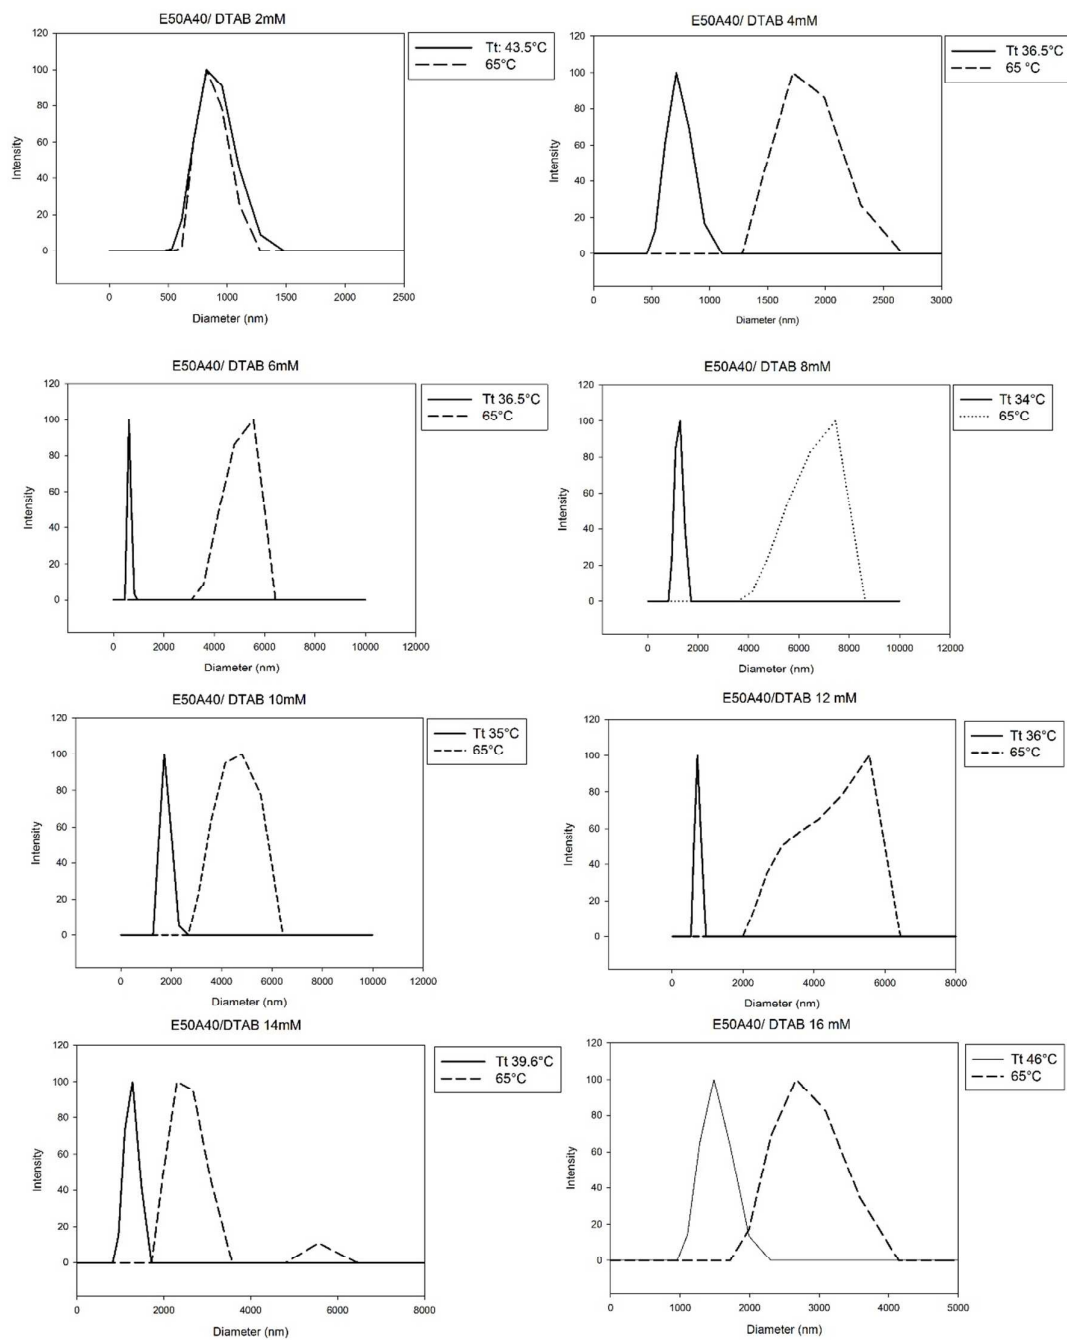 E50A40/ DTAB 2mM
120
100
80
60
40
20
0
Intensity
0 500 1000 1500 2000 2500
Diameter (nm)
Tt: 43.5°C
65°C
E50A40/ DTAB 4mM
120
100
80
60
40
20
0
Intensity
0 500 1000 1500 2000 2500 3000
Diameter (nm)
Tt 36.5°C
65 °C
E50A40/ DTAB 6mM
120
100
80
60
40
20
0
Intensity
0 2000 4000 6000 8000 10000 12000
Diameter (nm)
Tt 36.5°C
65°C
E50A40/ DTAB 8mM
120
100
80
60
40
20
0
Intensity
0 2000 4000 6000 8000 10000 12000
Diameter (nm)
Tt 34°C
65°C
E50A40/ DTAB 10mM
120
100
80
60
40
20
0
Intensity
0 2000 4000 6000 8000 10000 12000
Diameter (nm)
Tt 35°C
65°C
E50A40/DTAB 12 mM
120
100
80
60
40
20
0
Intensity
0 2000 4000 6000 8000
Diameter (nm)
Tt 36°C
65°C
E50A40/DTAB 14mM
120
100
80
60
40
20
0
Intensity
0 2000 4000 6000 8000
Diameter (nm)
Tt 39.6°C
65°C
E50A40/ DTAB 16 mM
120
100
80
60
40
20
0
Intensity
0 1000 2000 3000 4000 5000
Diameter (nm)
Tt 46°C
65°C